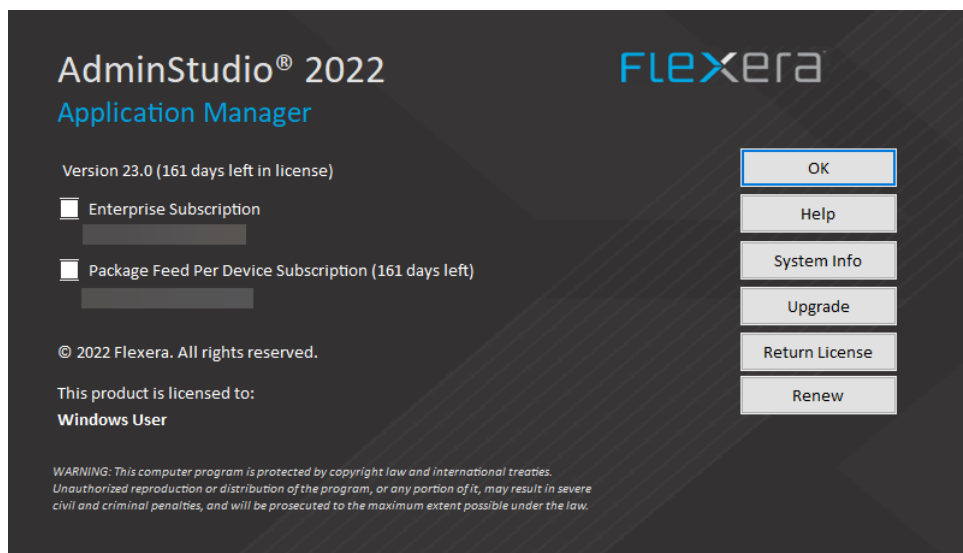 AdminStudio® 2022
Flexera
Application Manager
Version 23.0 (161 days left in license)
Enterprise Subscription
Package Feed Per Device Subscription (161 days left)
© 2022 Flexera. All rights reserved.
This product is licensed to:
Windows User
WARNING: This computer program is protected by copyright law and international treaties.
Unauthorized reproduction or distribution of the program, or any portion of it, may result in severe
civil and criminal penalties, and will be prosecuted to the maximum extent possible under the law.
OK
Help
System Info
Upgrade
Return License
Renew